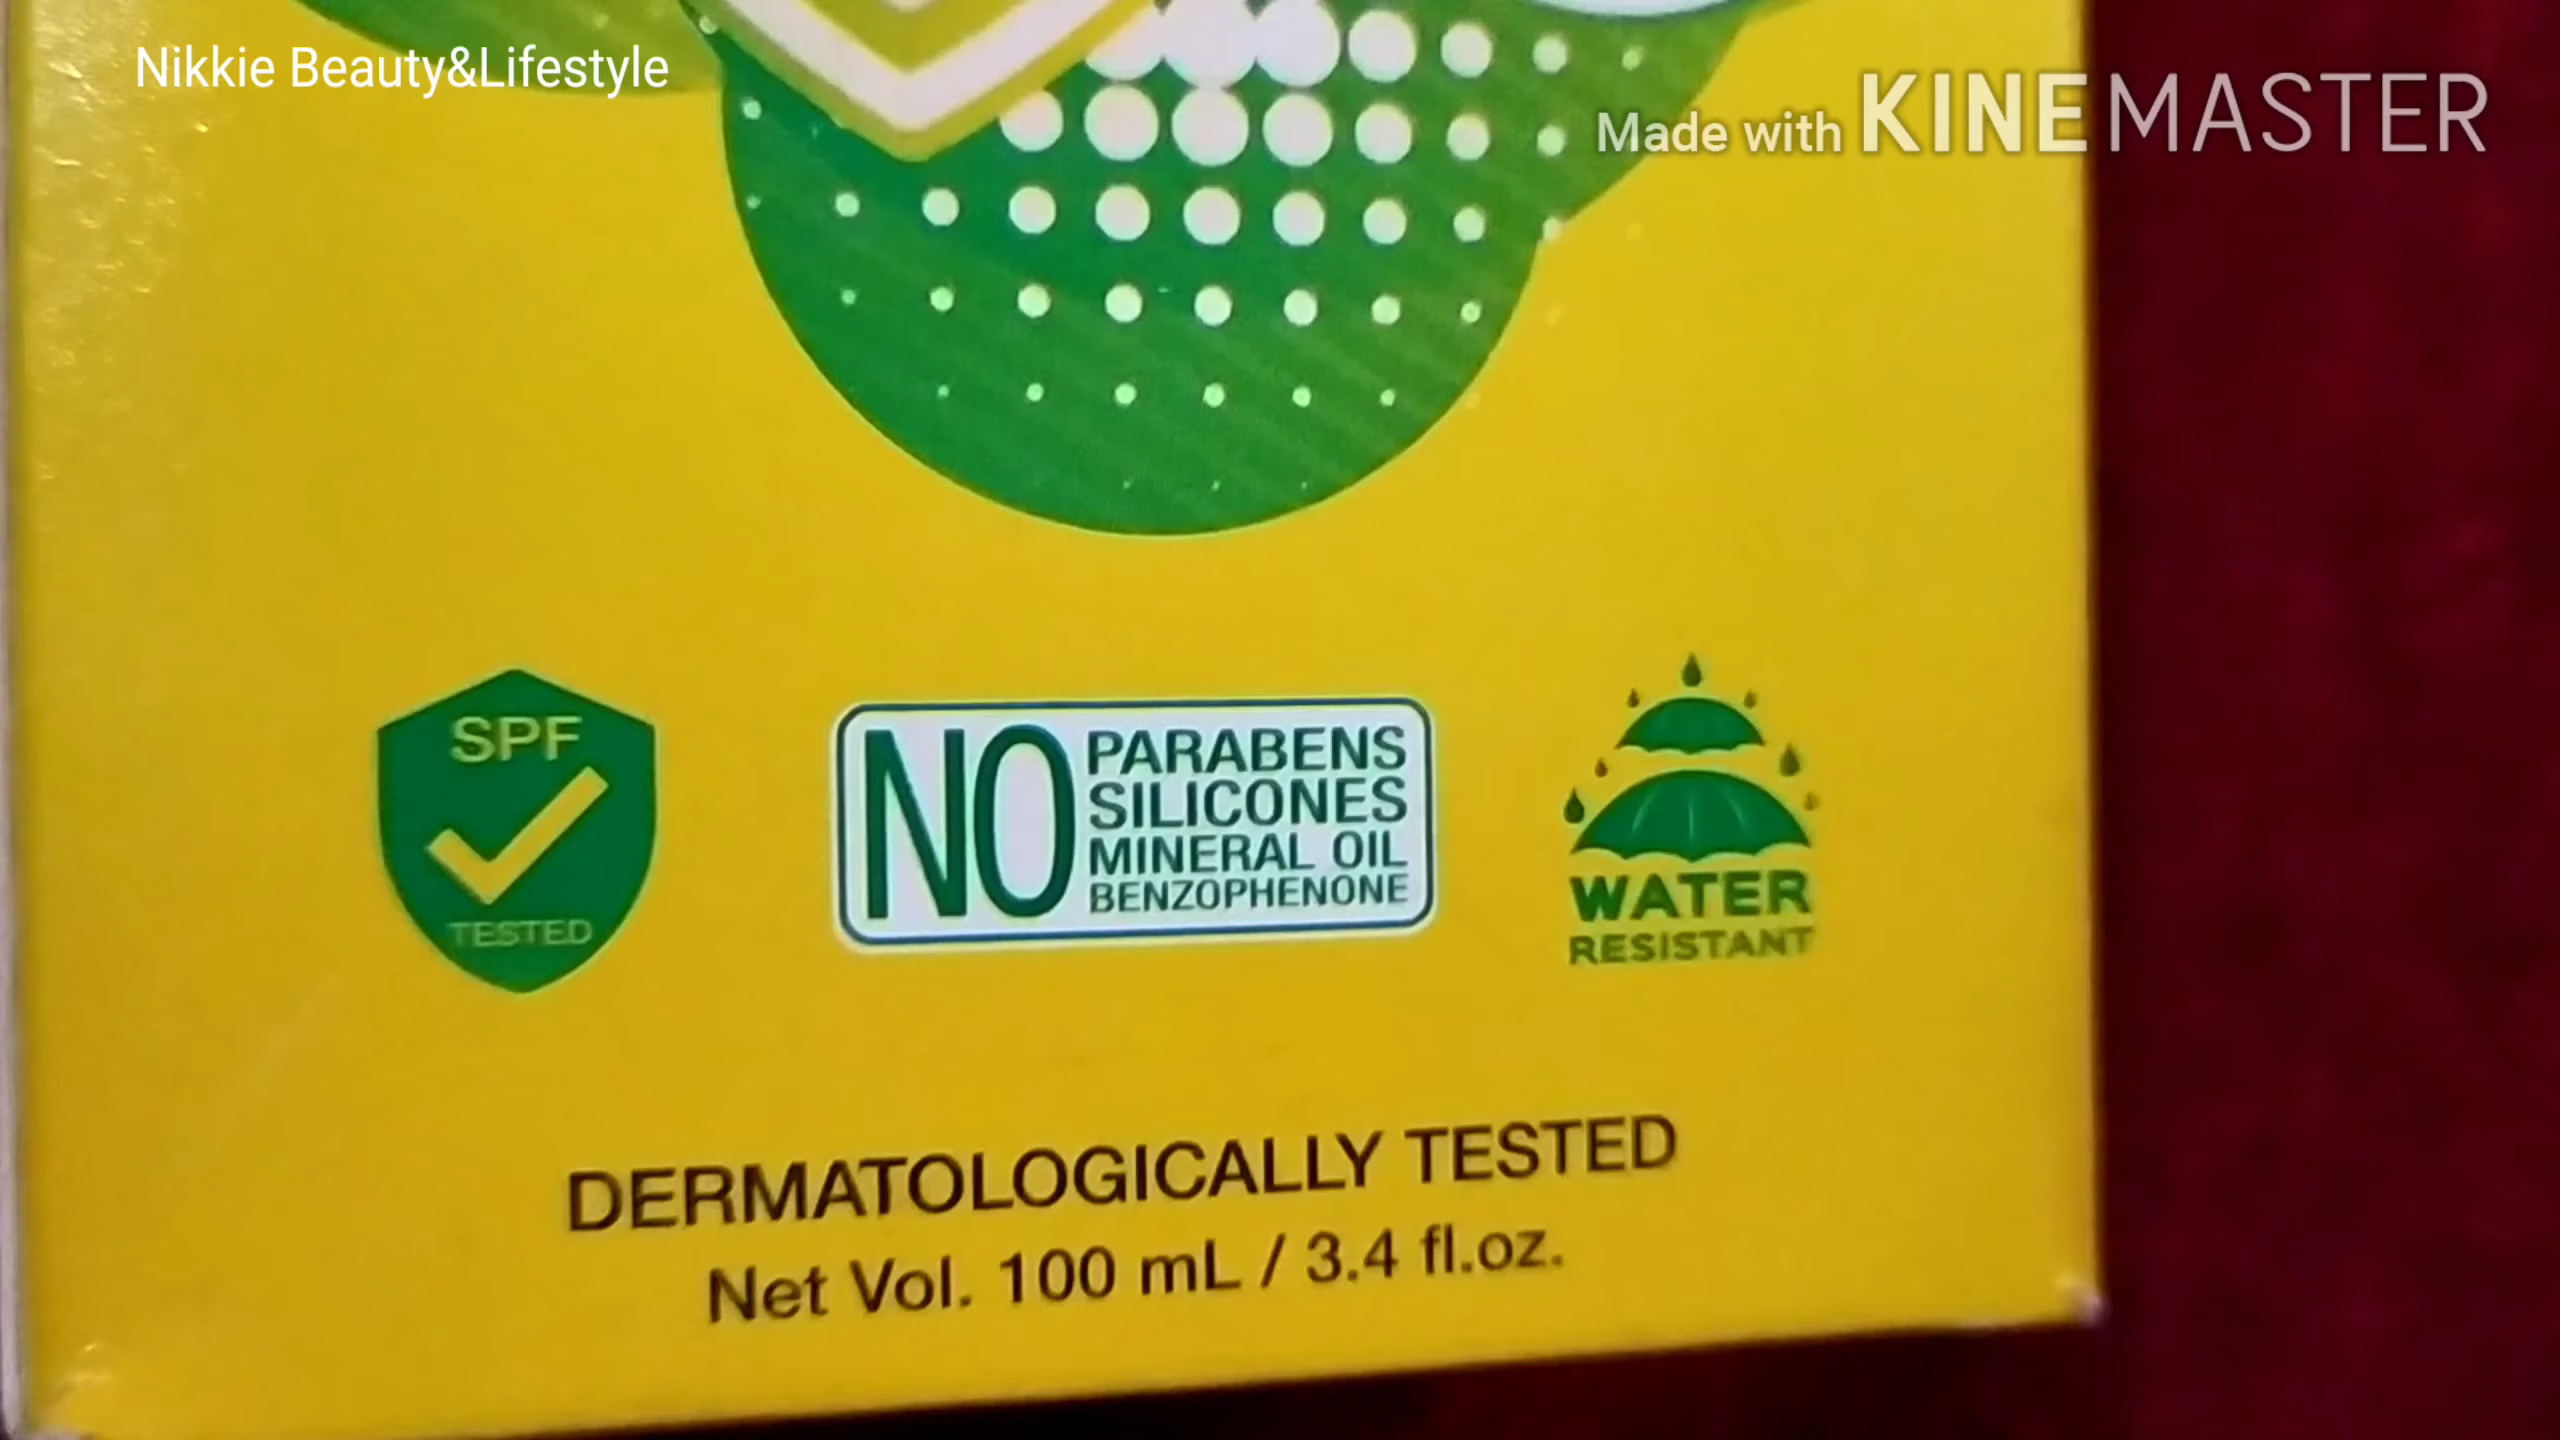 Nikkie Beauty&Lifestyle
Made with KINEMASTER
SPF
TESTED
NO
PARABENS
SILICONES
MINERAL OIL
BENZOPHENONE
WATER
RESISTANT
DERMATOLOGICALLY TESTED
Net Vol. 100 mL / 3.4 fl.oz.